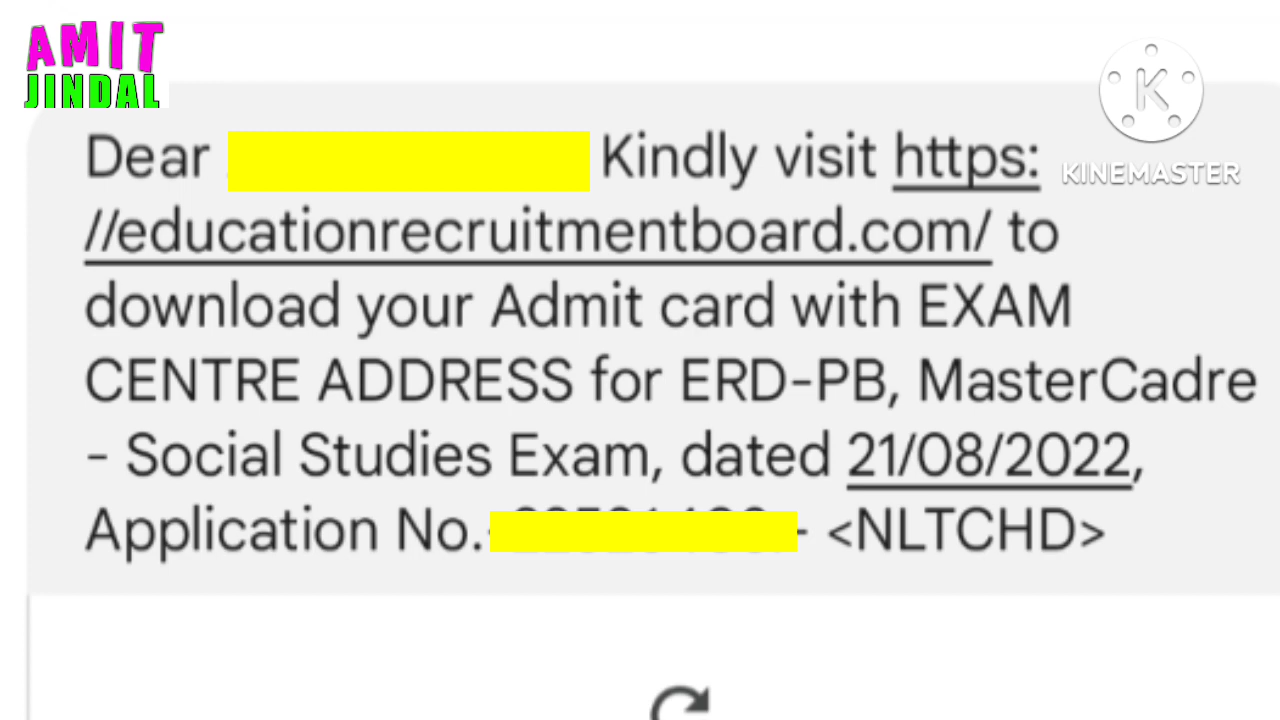 AMIT
JINDAL
K
KINEMASTER
Dear Kindly visit https:
//educationrecruitmentboard.com/ to
download your Admit card with EXAM
CENTRE ADDRESS for ERD-PB, MasterCadre
- Social Studies Exam, dated 21/08/2022,
Application No.- - <NLTCHD>